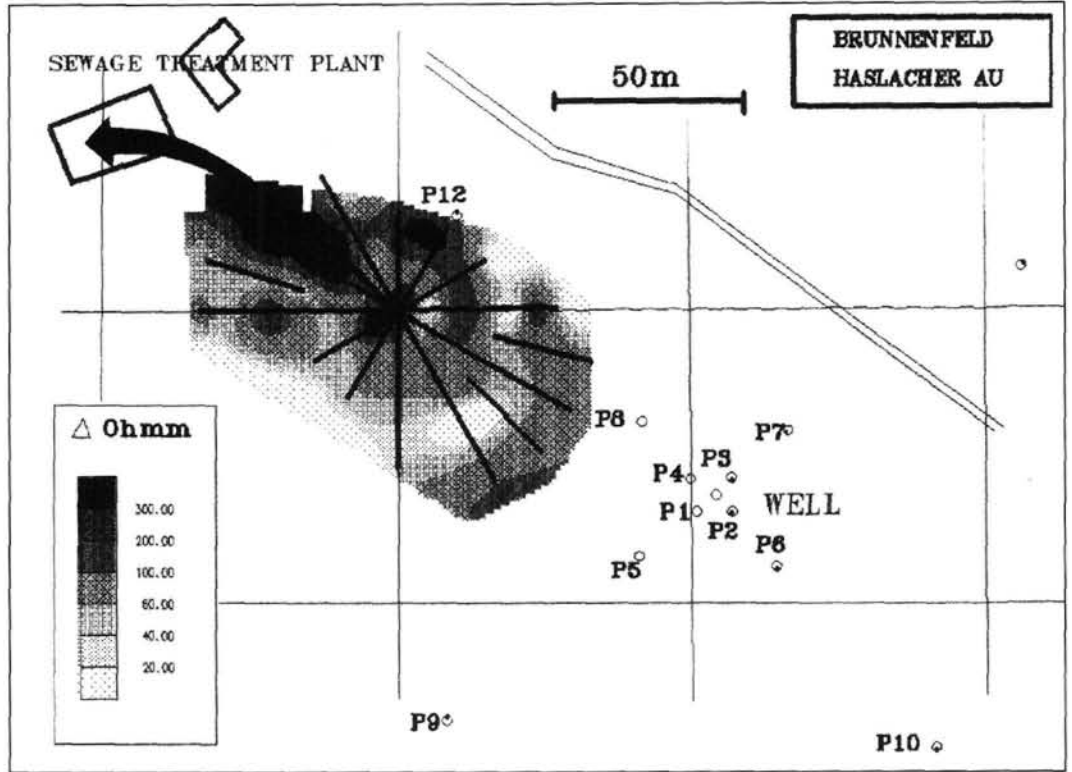 BRUNNENFELD
HASLACHER AU
SEWAGE TREATMENT PLANT
50m
P12
P8
P7
P4
P3
P1
P2
WELL
P5
P6
P9
P10
△ Ohmm
300.00
200.00
100.00
60.00
40.00
20.00